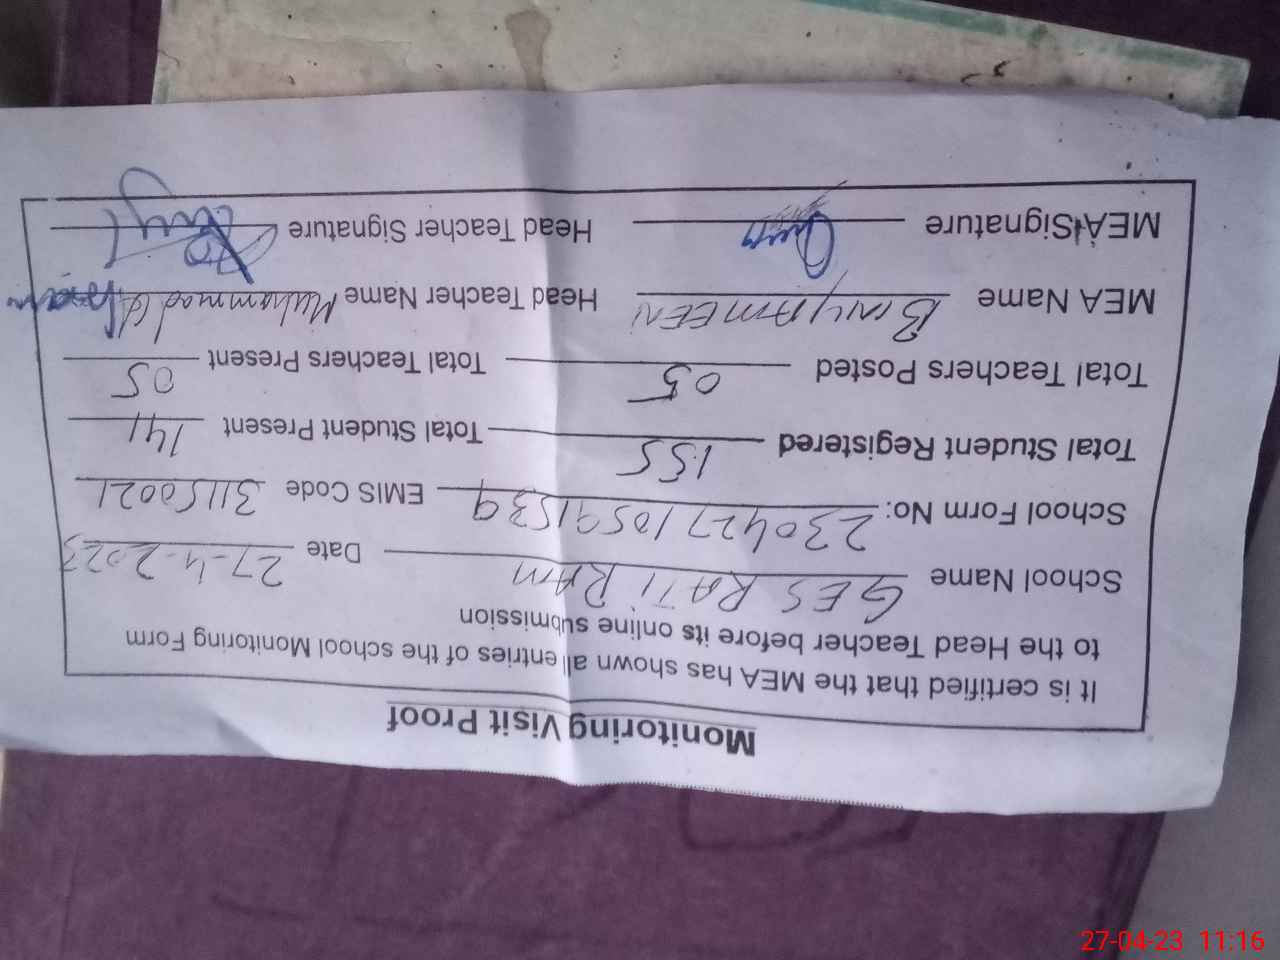 Monitoring Visit Proof
It is certified that the MEA has shown all entries of the school Monitoring Form
to the Head Teacher before its online submission
School Name GES RATI RAM Date 27-4-2023
School Form No: 23042710591539 EMIS Code 31150021
Total Student Registered 155 Total Student Present 141
Total Teachers Posted 05 Total Teachers Present 05
MEA Name BINYAMEEN Head Teacher Name Muhammad
MEA Signature Head Teacher Signature
27-04-23 11:16